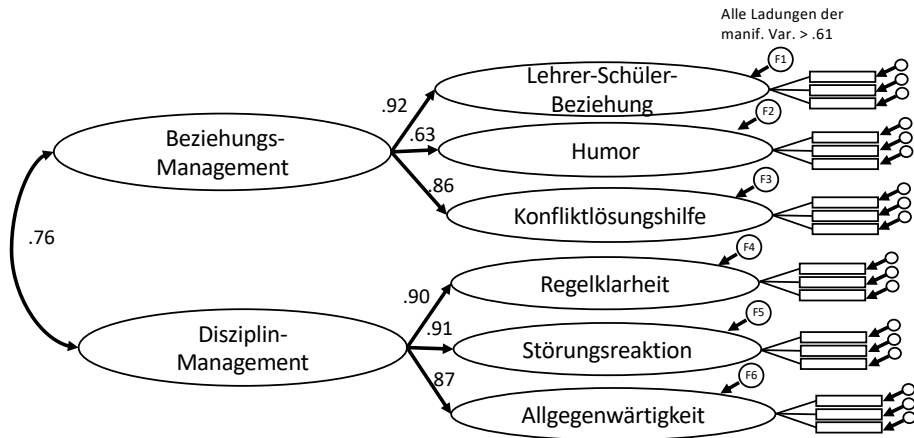 Alle Ladungen der
manif. Var. > .61
F1
Lehrer-Schüler-
Beziehung
.92
F2
.63
Beziehungs-
Management
Humor
.86
F3
Konfliktlösungshilfe
.76
F4
Regelklarheit
.90
F5
.91
Disziplin-
Management
Störungsreaktion
.87
F6
Allgegenwärtigkeit